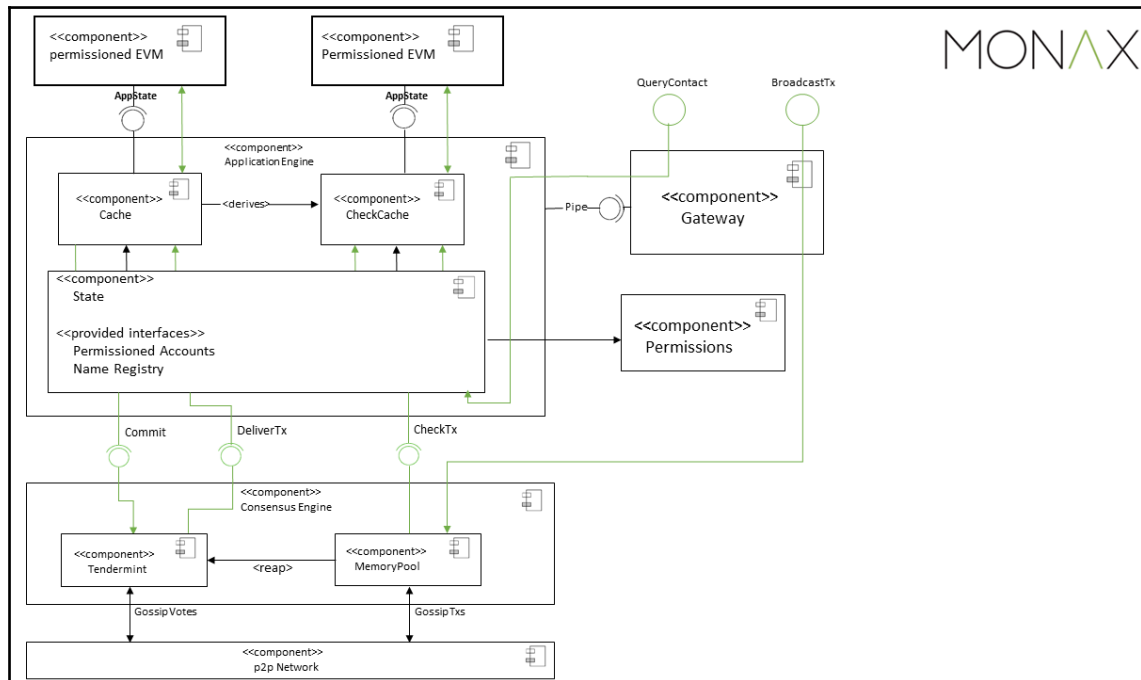 MONAX
<<component>>
permissioned EVM
<<component>>
Permissioned EVM
AppState
AppState
QueryContact
BroadcastTx
<<component>>
Application Engine
<<component>>
Cache
<derives>
<<component>>
CheckCache
Pipe
<<component>>
Gateway
<<component>>
State
<<provided interfaces>>
Permissioned Accounts
Name Registry
<<component>>
Permissions
Commit
DeliverTx
CheckTx
<<component>>
Consensus Engine
<<component>>
Tendermint
<reap>
<<component>>
MemoryPool
GossipVotes
GossipTxs
<<component>>
p2p Network